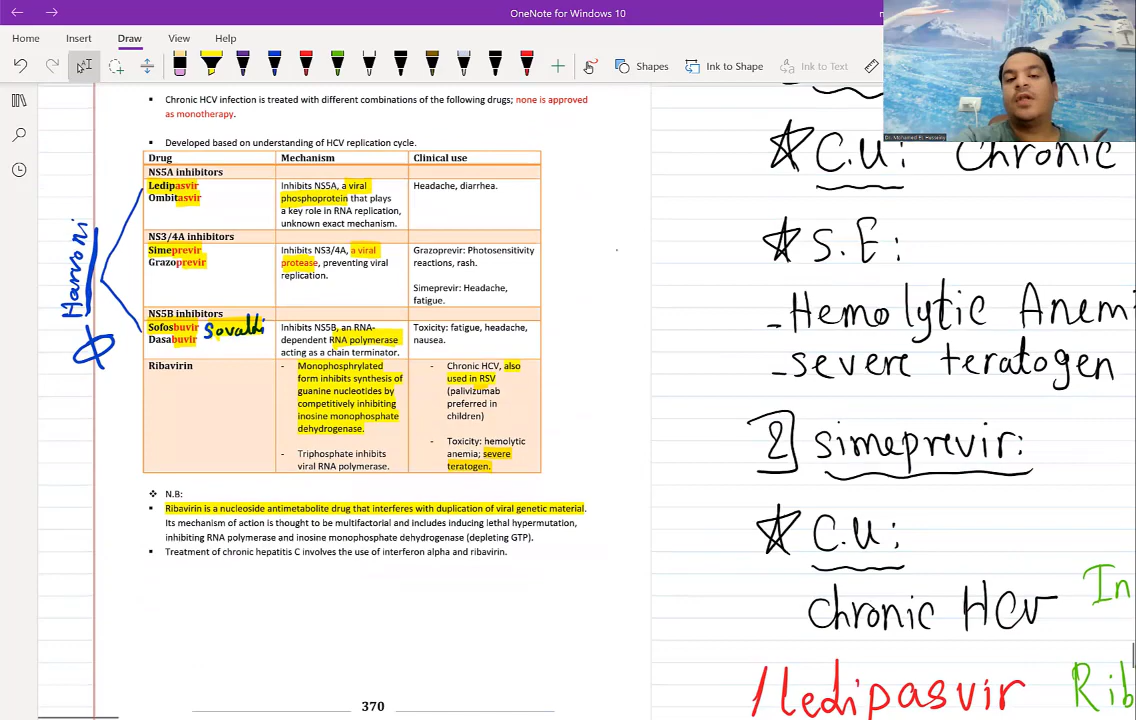 OneNote for Windows 10
Home Insert Draw View Help
Shapes Ink to Shape Ink to Text
Dr. Mohamed EL Husseiny
▪ Chronic HCV infection is treated with different combinations of the following drugs; none is approved
as monotherapy.
▪ Developed based on understanding of HCV replication cycle.
Drug Mechanism Clinical use
NS5A inhibitors
Ledipasvir
Ombitasvir
Inhibits NS5A, a viral
phosphoprotein that plays
a key role in RNA replication,
unknown exact mechanism.
Headache, diarrhea.
NS3/4A inhibitors
Simeprevir
Grazoprevir
Inhibits NS3/4A, a viral
protease, preventing viral
replication.
Grazoprevir: Photosensitivity
reactions, rash.
Simeprevir: Headache,
fatigue.
NS5B inhibitors
Sofosbuvir Sovaldi
Dasabuvir
Inhibits NS5B, an RNA-
dependent RNA polymerase
acting as a chain terminator.
Toxicity: fatigue, headache,
nausea.
Ribavirin
- Monophosphrylated
form inhibits synthesis of
guanine nucleotides by
competitively inhibiting
inosine monophosphate
dehydrogenase.
- Triphosphate inhibits
viral RNA polymerase.
- Chronic HCV, also
used in RSV
(palivizumab
preferred in
children)
- Toxicity: hemolytic
anemia; severe
teratogen.
Harvoni
❖ N.B:
▪ Ribavirin is a nucleoside antimetabolite drug that interferes with duplication of viral genetic material.
Its mechanism of action is thought to be multifactorial and includes inducing lethal hypermutation,
inhibiting RNA polymerase and inosine monophosphate dehydrogenase (depleting GTP).
▪ Treatment of chronic hepatitis C involves the use of interferon alpha and ribavirin.
370
C.U: Chronic
S.E:
- Hemolytic Anemi
- severe teratogen
2] simeprevir:
C.U:
chronic HCV In
/ ledipasvir Rib